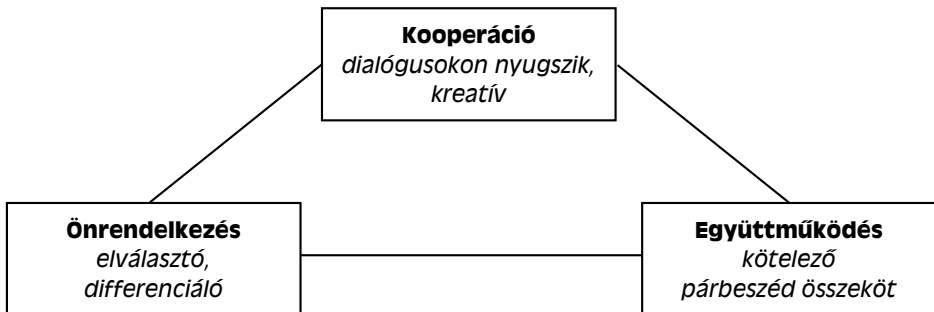 Kooperáció
dialógusokon nyugszik,
kreatív
Önrendelkezés
elválasztó,
differenciáló
Együttműködés
kötelező
párbeszéd összeköt